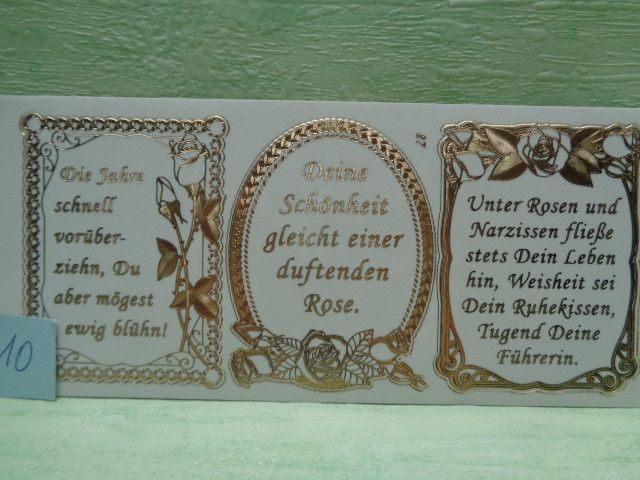 Die Jahre
schnell
vorüber-
ziehn, Du
aber mögest
ewig blühn!
Deine
Schönheit
gleicht einer
duftenden
Rose.
87
Unter Rosen und
Narzissen fließe
stets Dein Leben
hin, Weisheit sei
Dein Ruhekissen,
Tugend Deine
Führerin.
10